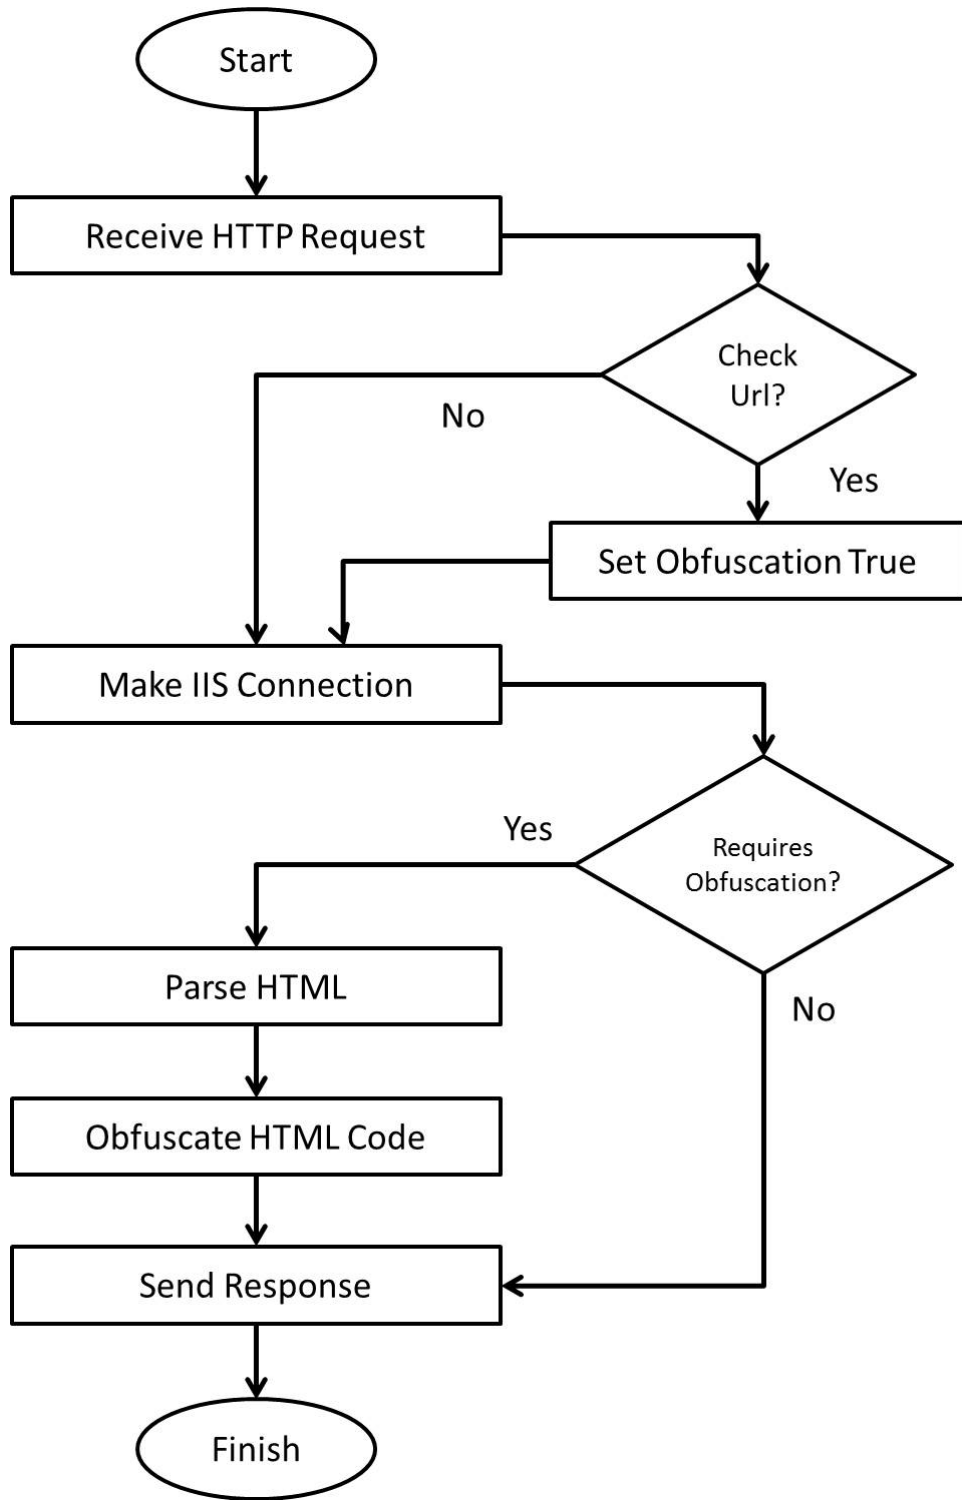 Start
Receive HTTP Request
Check
Url?
No
Yes
Set Obfuscation True
Make IIS Connection
Yes
Requires
Obfuscation?
Parse HTML
No
Obfuscate HTML Code
Send Response
Finish